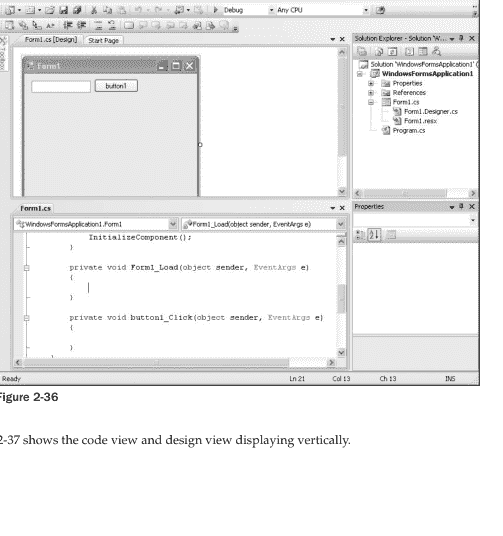 Debug Any CPU
Form1.cs [Design] Start Page
Toolbox
Form1
button1
Solution Explorer - Solution 'W...
Solution 'WindowsFormsApplication1' (
WindowsFormsApplication1
Properties
References
Form1.cs
Form1.Designer.cs
Form1.resx
Program.cs
Form1.cs
WindowsFormsApplication1.Form1 Form1_Load(object sender, EventArgs e)
InitializeComponent();
}
private void Form1_Load(object sender, EventArgs e)
{
}
private void button1_Click(object sender, EventArgs e)
{
}
Properties
Ready Ln 21 Col 13 Ch 13 INS
Figure 2-36
2-37 shows the code view and design view displaying vertically.